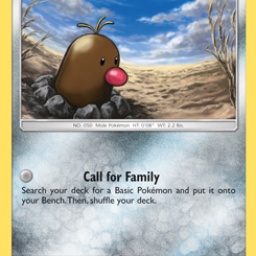 NO. 050 Mole Pokémon HT: 0'08" WT: 2.2 lbs.
Call for Family
Search your deck for a Basic Pokémon and put it onto
your Bench. Then, shuffle your deck.